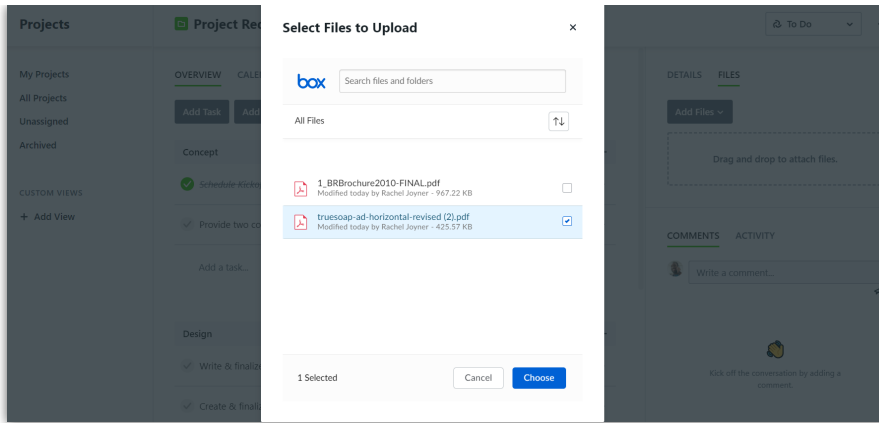 Projects
Project Rec
To Do
My Projects
All Projects
Unassigned
Archived
CUSTOM VIEWS
+ Add View
OVERVIEW CALE
Add Task Add
Concept
Schedule Kicko
Provide two co
Add a task...
Design
Write & finalize
Create & finali
Select Files to Upload
×
box
Search files and folders
All Files
1_BRBrochure2010-FINAL.pdf
Modified today by Rachel Joyner - 967.22 KB
truesoap-ad-horizontal-revised (2).pdf
Modified today by Rachel Joyner - 425.57 KB
1 Selected
Cancel
Choose
DETAILS FILES
Add Files
Drag and drop to attach files.
COMMENTS ACTIVITY
Write a comment...
Kick off the conversation by adding a
comment.